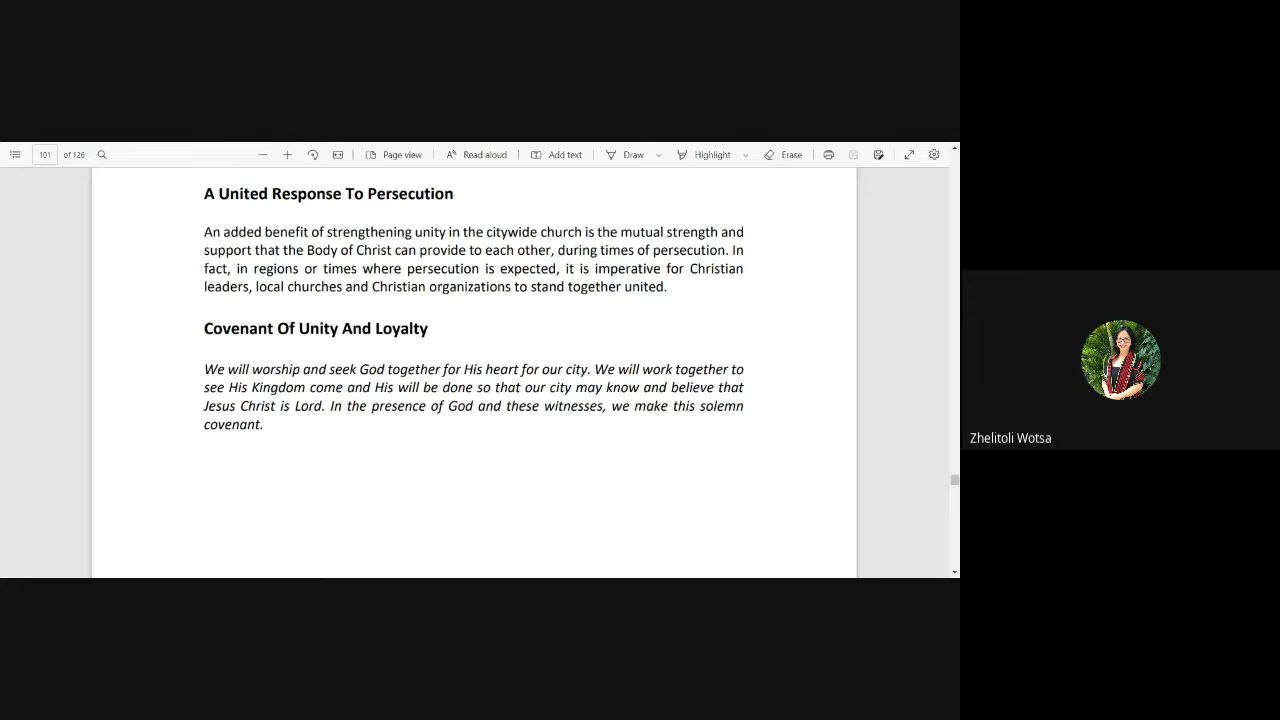 101 of 126 Page view Read aloud Add text Draw Highlight Erase
A United Response To Persecution
An added benefit of strengthening unity in the citywide church is the mutual strength and
support that the Body of Christ can provide to each other, during times of persecution. In
fact, in regions or times where persecution is expected, it is imperative for Christian
leaders, local churches and Christian organizations to stand together united.
Covenant Of Unity And Loyalty
We will worship and seek God together for His heart for our city. We will work together to
see His Kingdom come and His will be done so that our city may know and believe that
Jesus Christ is Lord. In the presence of God and these witnesses, we make this solemn
covenant.
Zhelitoli Wotsa